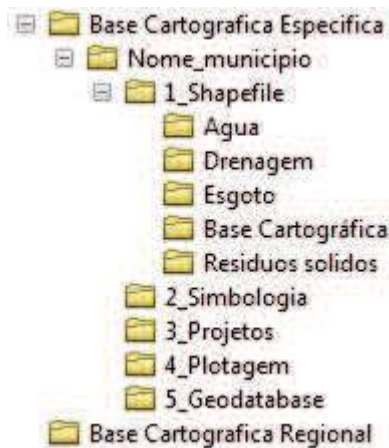 Base Cartografica Especifica
Nome_municipio
1_Shapefile
Agua
Drenagem
Esgoto
Base Cartográfica
Residuos solidos
2_Simbologia
3_Projetos
4_Plotagem
5_Geodatabase
Base Cartografica Regional